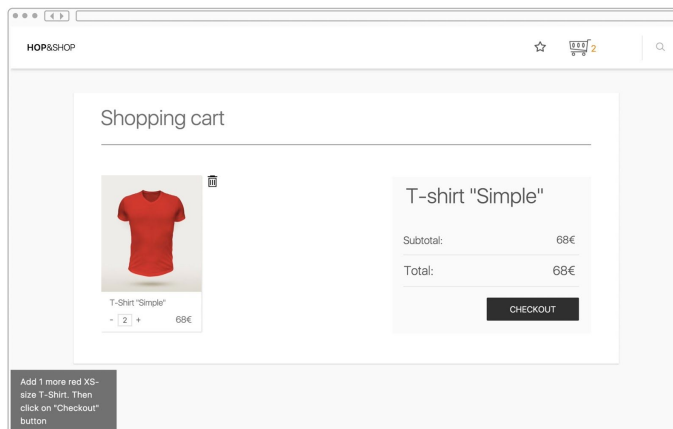 HOP&SHOP
2
Shopping cart
T-shirt "Simple"
Subtotal: 68€
Total: 68€
CHECKOUT
T-Shirt "Simple"
- 2 + 68€
Add 1 more red XS-
size T-Shirt. Then
click on "Checkout"
button